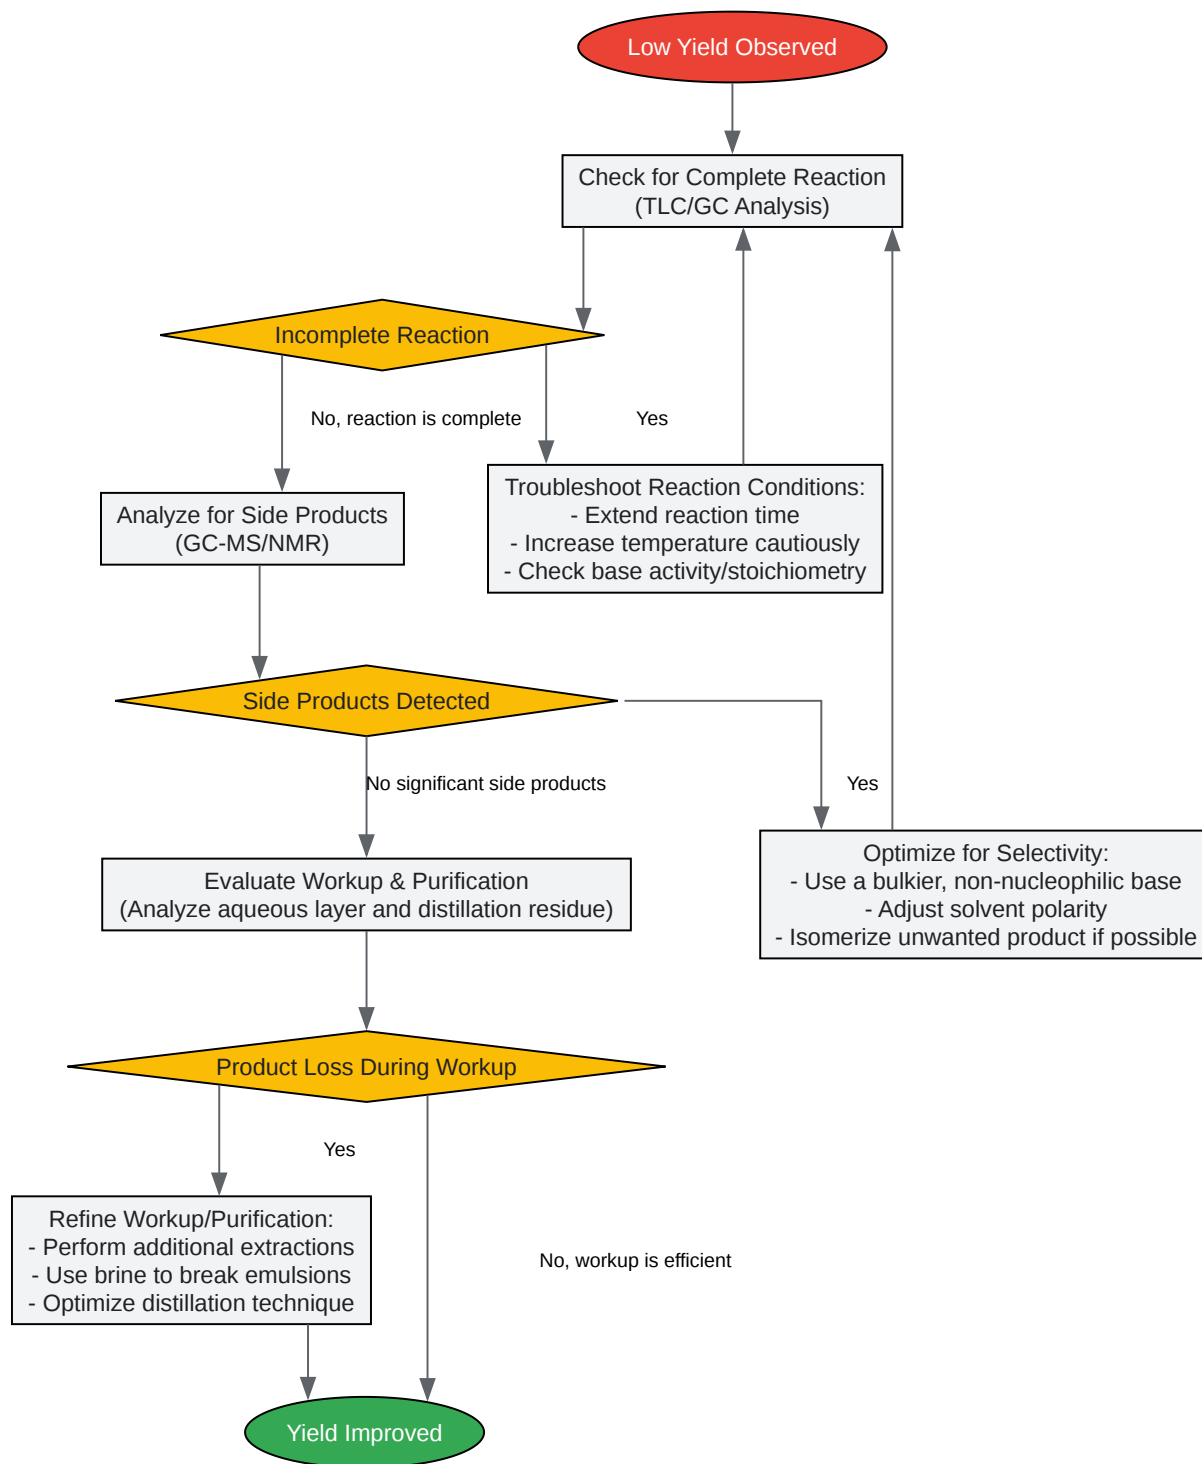 Low Yield Observed
Check for Complete Reaction
(TLC/GC Analysis)
Incomplete Reaction
No, reaction is complete
Yes
Troubleshoot Reaction Conditions:
- Extend reaction time
- Increase temperature cautiously
- Check base activity/stoichiometry
Analyze for Side Products
(GC-MS/NMR)
Side Products Detected
No significant side products
Yes
Optimize for Selectivity:
- Use a bulkier, non-nucleophilic base
- Adjust solvent polarity
- Isomerize unwanted product if possible
Evaluate Workup & Purification
(Analyze aqueous layer and distillation residue)
Product Loss During Workup
Yes
Refine Workup/Purification:
- Perform additional extractions
- Use brine to break emulsions
- Optimize distillation technique
No, workup is efficient
Yield Improved